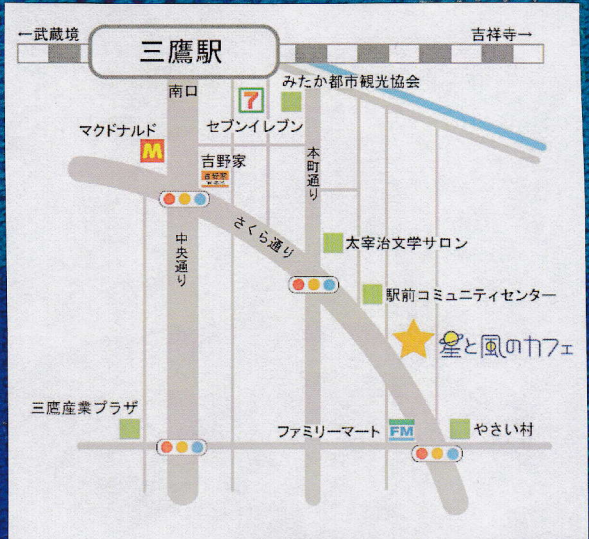 ←武蔵境
吉祥寺→
三鷹駅
南口
みたか都市観光協会
7
セブンイレブン
マクドナルド
M
吉野家
本町通り
さくら通り
中央通り
太宰治文学サロン
駅前コミュニティセンター
星と風のカフェ
三鷹産業プラザ
ファミリーマート
FM
やさい村